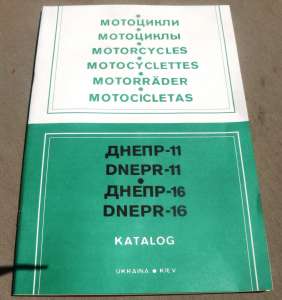 МОТОЦИКЛИ
МОТОЦИКЛЫ
MOTORCYCLES
MOTOCYCLETTES
MOTORRÄDER
MOTOCICLETAS
ДНЕПР-11
DNEPR-11
ДНЕПР-16
DNEPR-16
KATALOG
UKRAINA • KIEV